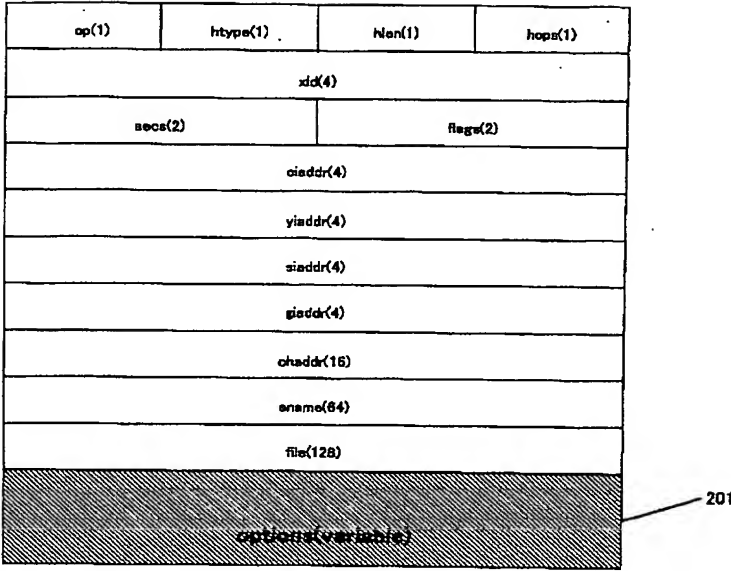 op(1) htype(1) hlen(1) hops(1)
xid(4)
secs(2) flags(2)
ciaddr(4)
yiaddr(4)
siaddr(4)
giaddr(4)
chaddr(16)
sname(64)
file(128)
options(variable)
201